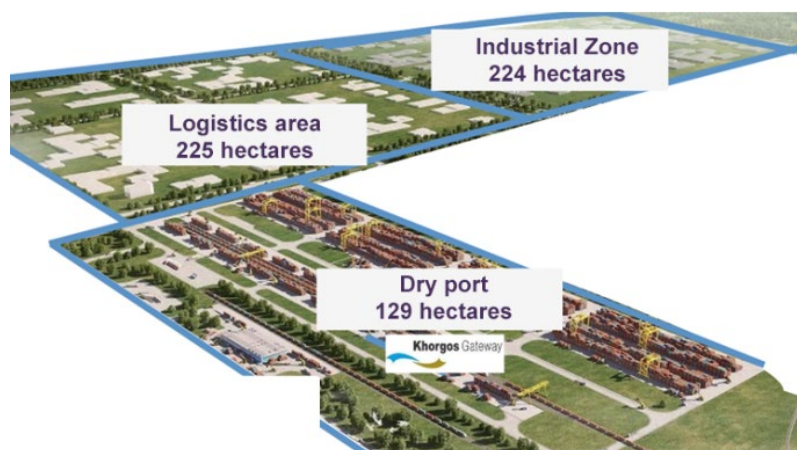 Industrial Zone
224 hectares
Logistics area
225 hectares
Dry port
129 hectares
Khorgos Gateway